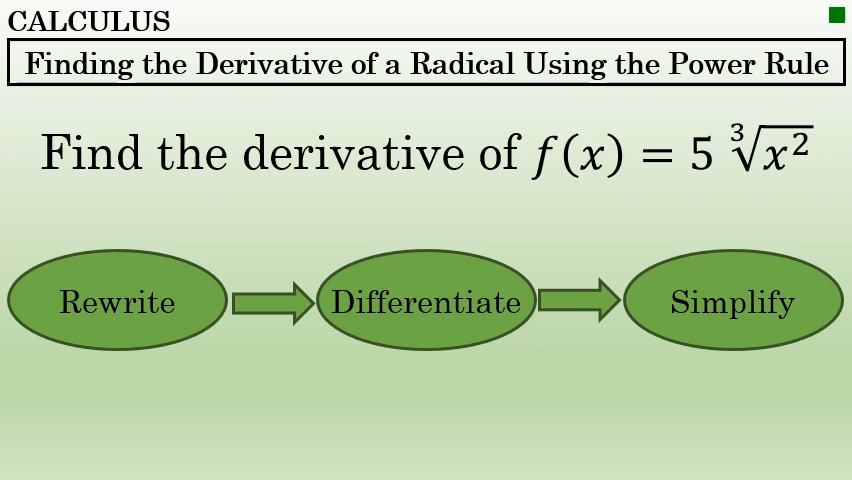 CALCULUS
Finding the Derivative of a Radical Using the Power Rule
Find the derivative of f(x) = 5 ∛x²
Rewrite
Differentiate
Simplify